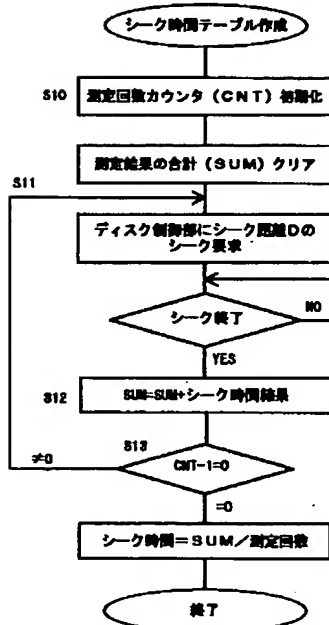 シーク時間テーブル作成
S10
測定回数カウンタ(CNT)初期化
測定結果の合計(SUM)クリア
S11
ディスク制御部にシーク距離Dの
シーク要求
シーク終了
NO
YES
S12
SUM=SUM+シーク時間結果
S13
≠0
CNT-1=0
=0
シーク時間=SUM/測定回数
終了